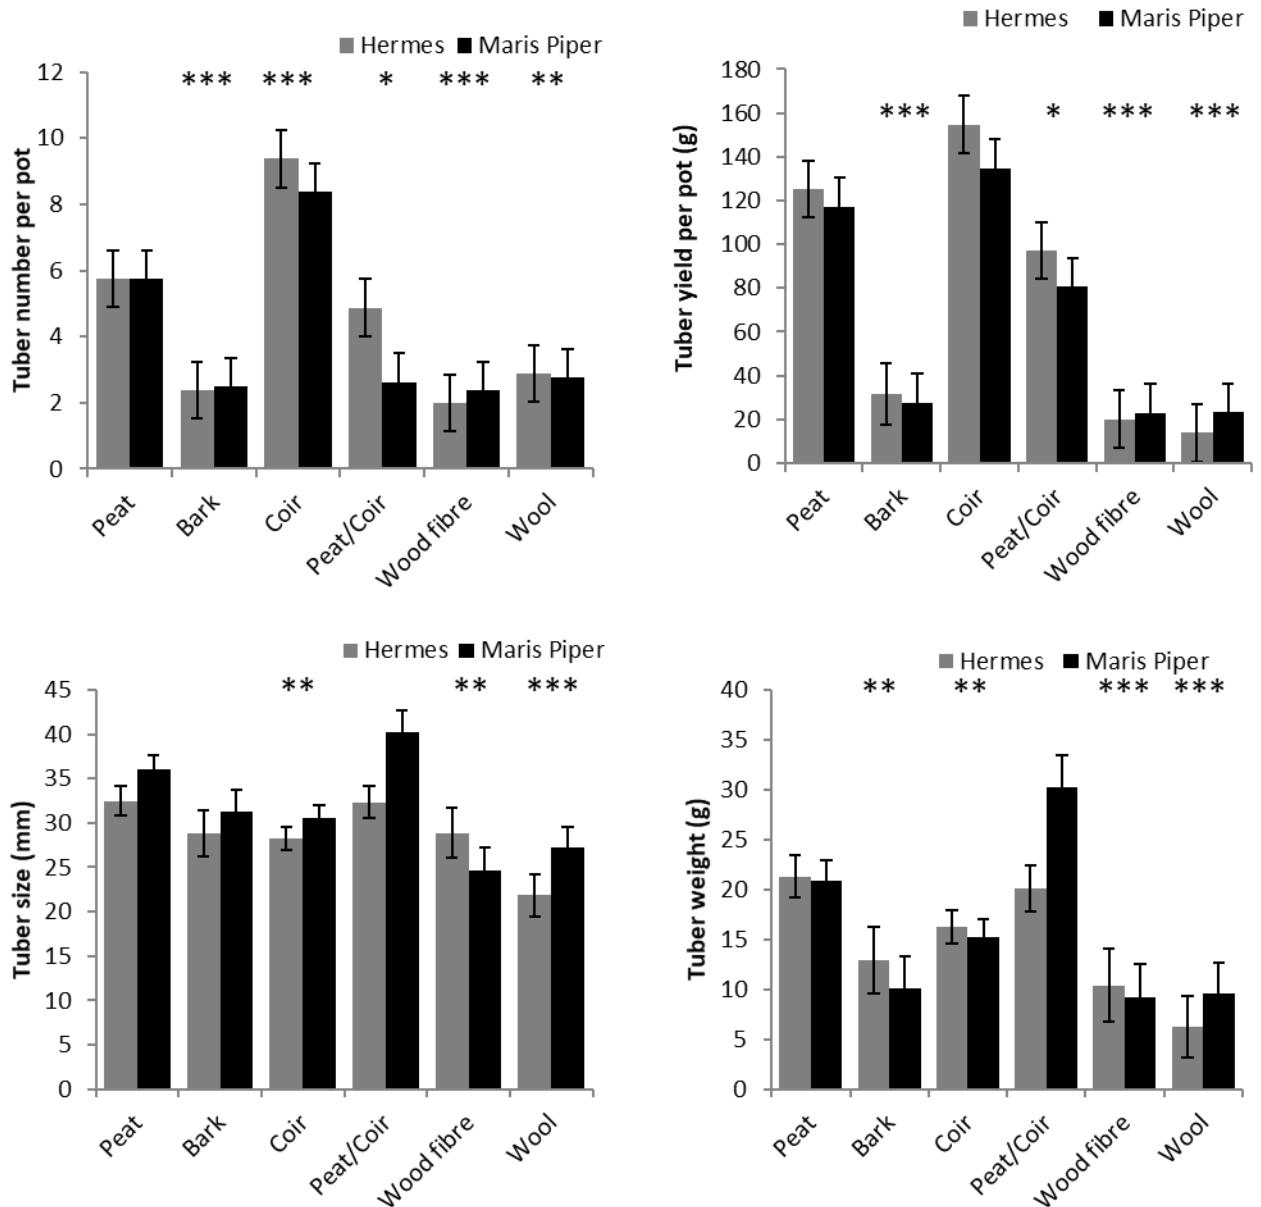 Hermes Maris Piper
12
*** *** * *** **
10
8
6
4
2
0
Tuber number per pot
Peat Bark Coir Peat/Coir Wood fibre Wool
Hermes Maris Piper
180
160
*** * *** ***
140
120
100
80
60
40
20
0
Tuber yield per pot (g)
Peat Bark Coir Peat/Coir Wood fibre Wool
Hermes Maris Piper
45
** ** ***
40
35
30
25
20
15
10
5
0
Tuber size (mm)
Peat Bark Coir Peat/Coir Wood fibre Wool
Hermes Maris Piper
40
** ** *** ***
35
30
25
20
15
10
5
0
Tuber weight (g)
Peat Bark Coir Peat/Coir Wood fibre Wool